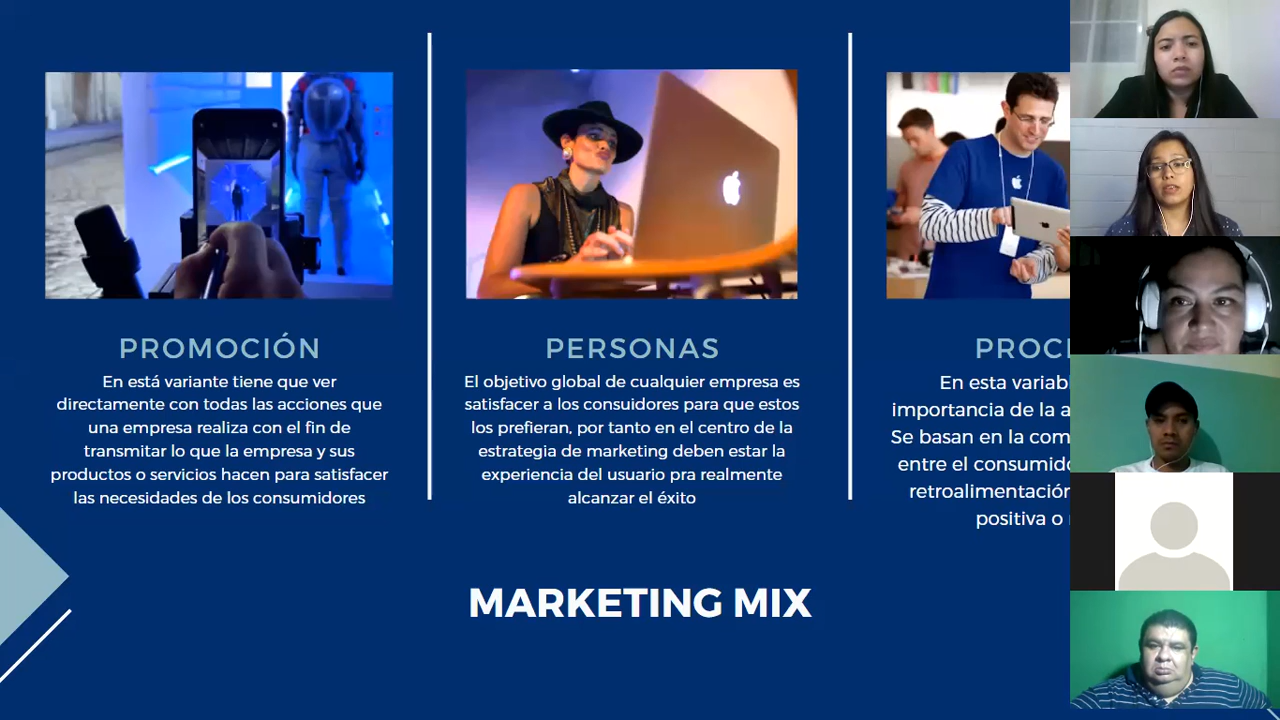 PROMOCIÓN
En está variante tiene que ver
directamente con todas las acciones que
una empresa realiza con el fin de
transmitir lo que la empresa y sus
productos o servicios hacen para satisfacer
las necesidades de los consumidores
PERSONAS
El objetivo global de cualquier empresa es
satisfacer a los consuidores para que estos
los prefieran, por tanto en el centro de la
estrategia de marketing deben estar la
experiencia del usuario pra realmente
alcanzar el éxito
En esta
importancia de la
Se basan en la
entre el
retroalimentación
positiva o
MARKETING MIX